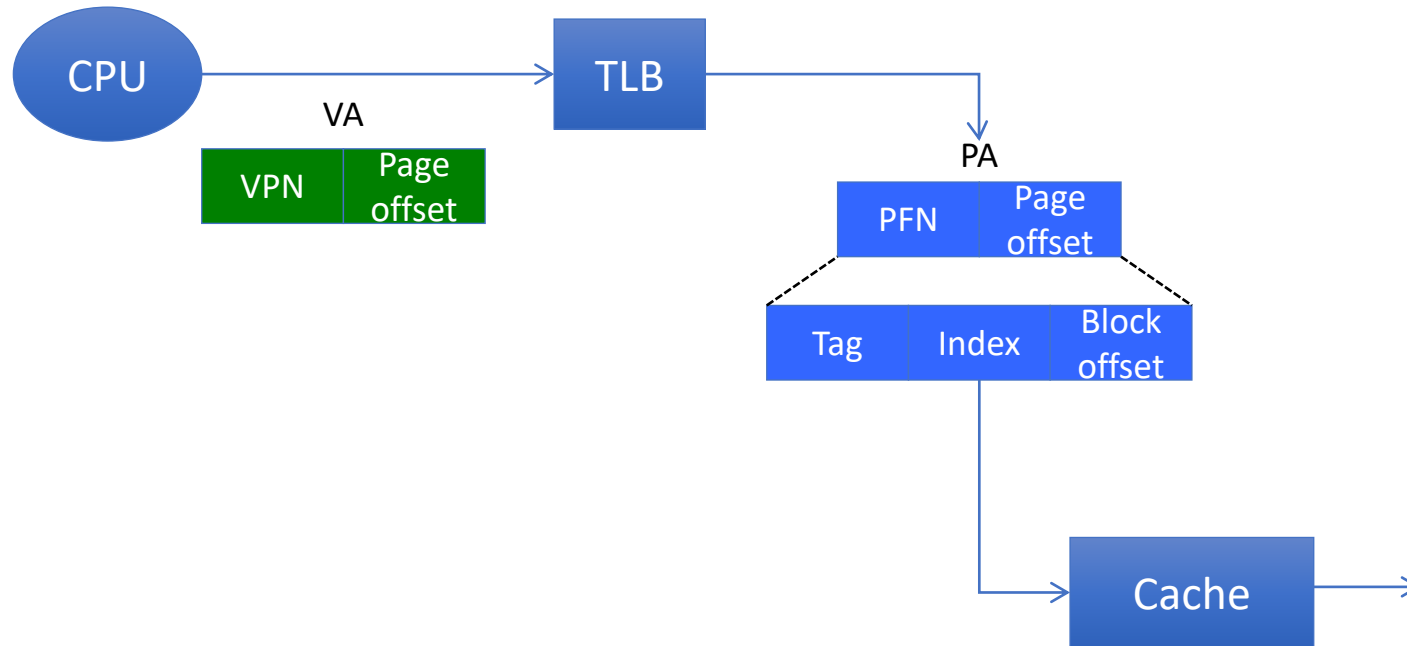 CPU
TLB
VA
VPN
Page
offset
PA
PFN
Page
offset
Tag
Index
Block
offset
Cache